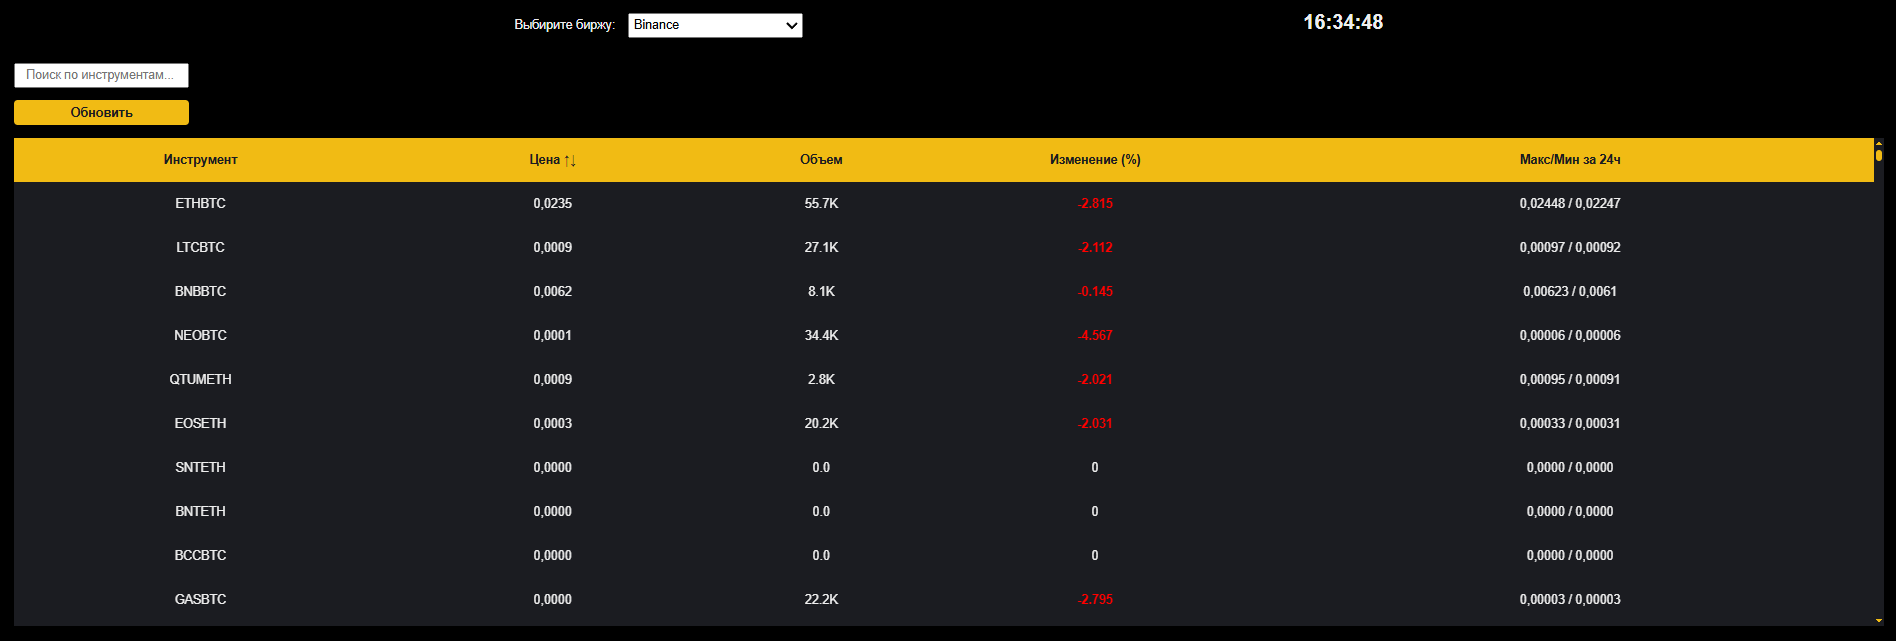 Выбирите биржу: Binance 16:34:48
Поиск по инструментам...
Обновить
Инструмент Цена ↑↓ Объем Изменение (%) Макс/Мин за 24ч
ETHBTC 0,0235 55.7K -2.815 0,02448 / 0,02247
LTCBTC 0,0009 27.1K -2.112 0,00097 / 0,00092
BNBBTC 0,0062 8.1K -0.145 0,00623 / 0,0061
NEOBTC 0,0001 34.4K -4.567 0,00006 / 0,00006
QTUMETH 0,0009 2.8K -2.021 0,00095 / 0,00091
EOSETH 0,0003 20.2K -2.031 0,00033 / 0,00031
SNTETH 0,0000 0.0 0 0,0000 / 0,0000
BNTETH 0,0000 0.0 0 0,0000 / 0,0000
BCCBTC 0,0000 0.0 0 0,0000 / 0,0000
GASBTC 0,0000 22.2K -2.795 0,00003 / 0,00003